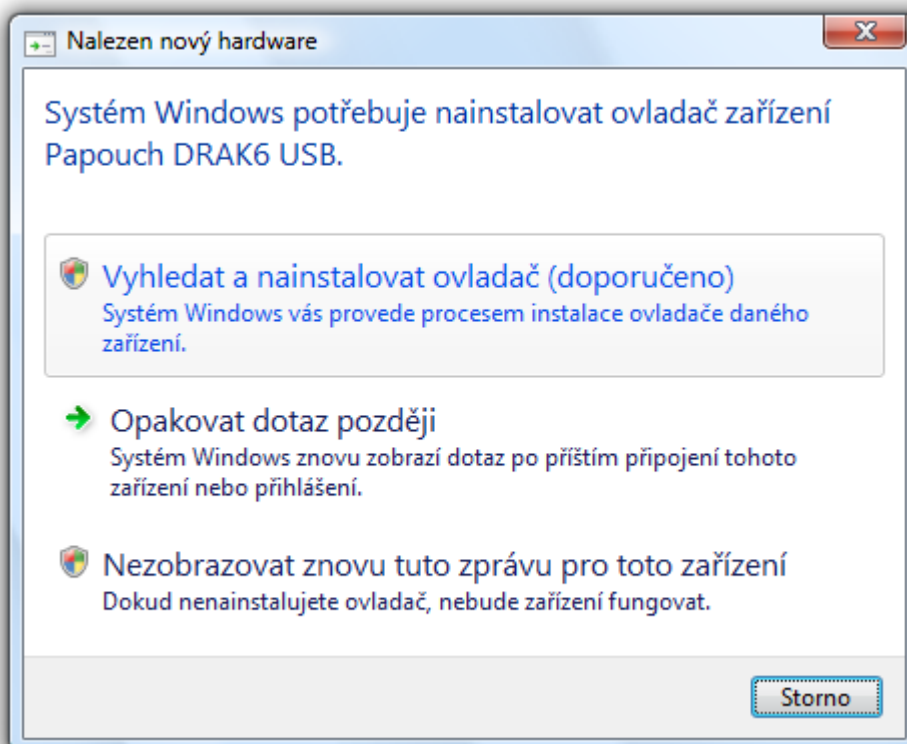 Nalezen nový hardware
Systém Windows potřebuje nainstalovat ovladač zařízení
Papouch DRAK6 USB.
Vyhledat a nainstalovat ovladač (doporučeno)
Systém Windows vás provede procesem instalace ovladače daného
zařízení.
Opakovat dotaz později
Systém Windows znovu zobrazí dotaz po příštím připojení tohoto
zařízení nebo přihlášení.
Nezobrazovat znovu tuto zprávu pro toto zařízení
Dokud nenainstalujete ovladač, nebude zařízení fungovat.
Storno